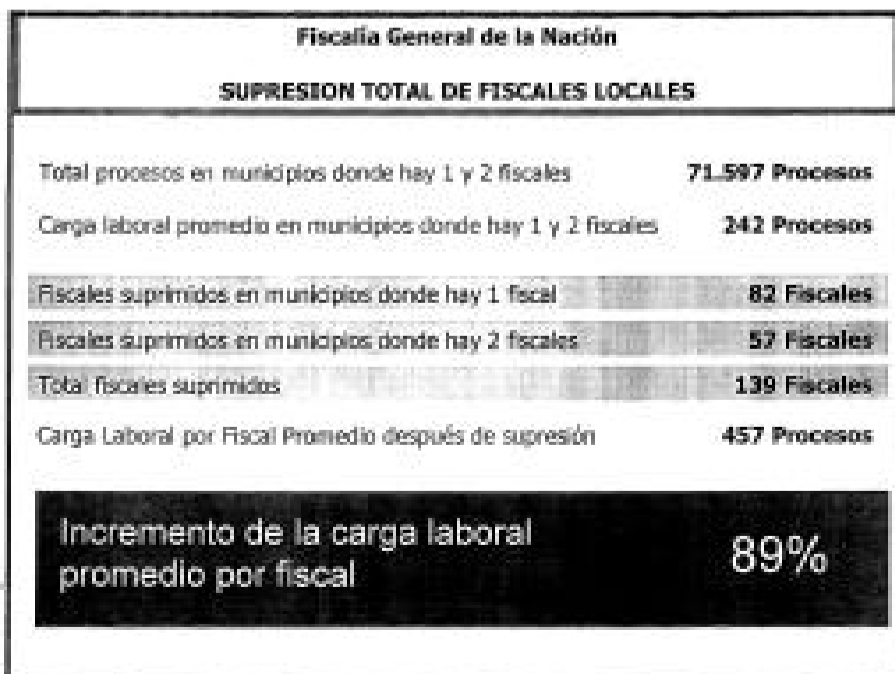 Fiscalia General de la Nación
SUPRESION TOTAL DE FISCALES LOCALES
Total procesos en municipios donde hay 1 y 2 fiscales 71.597 Procesos
Carga laboral promedio en municipios donde hay 1 y 2 fiscales 242 Procesos
Fiscales suprimidos en municipios donde hay 1 fiscal 82 Fiscales
Fiscales suprimidos en municipios donde hay 2 fiscales 57 Fiscales
Total fiscales suprimidos 139 Fiscales
Carga Laboral por Fiscal Promedio después de supresión 457 Procesos
Incremento de la carga laboral
promedio por fiscal 89%